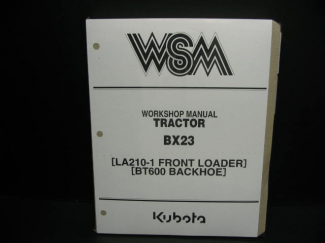 WSM
WORKSHOP MANUAL
TRACTOR
BX23
[LA210-1 FRONT LOADER]
[BT600 BACKHOE]
Kubota